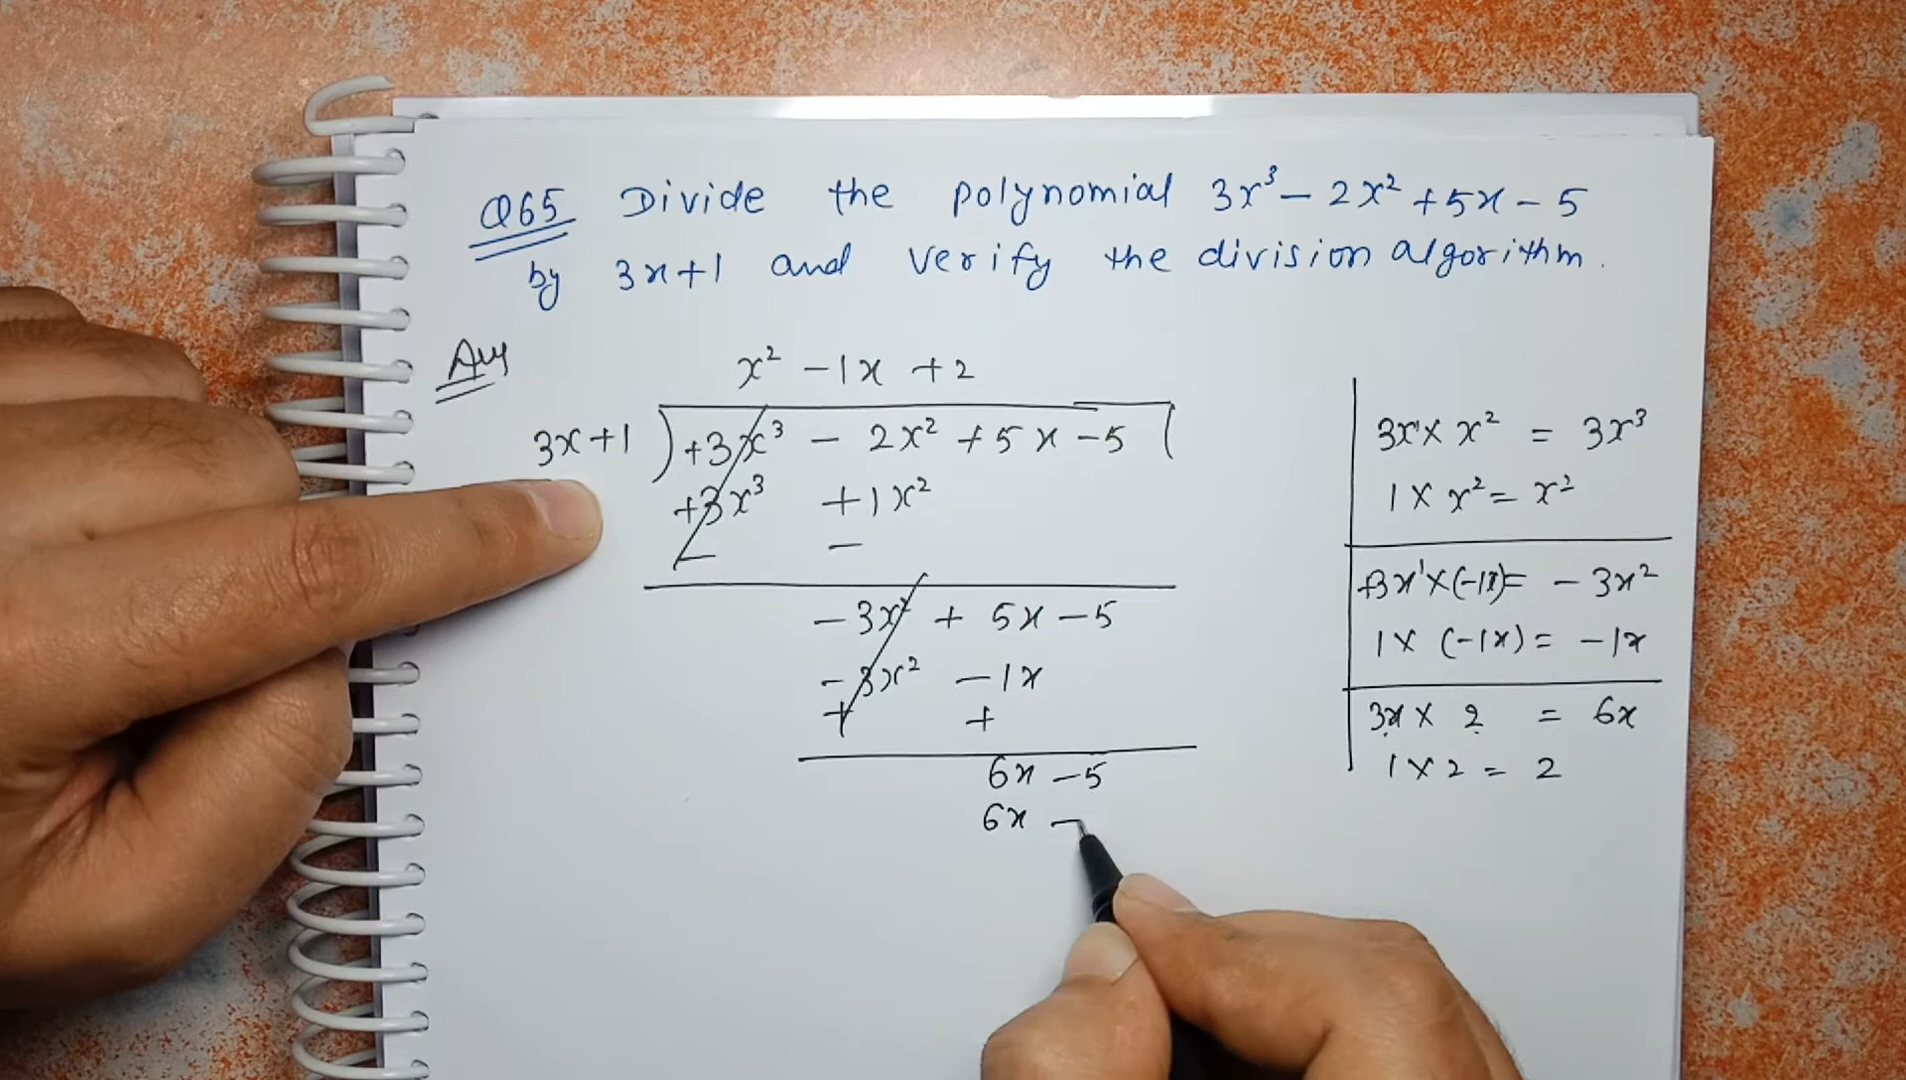 Q65 Divide the polynomial 3x³ - 2x² + 5x - 5
by 3x+1 and verify the division algorithm.
Ans
x² - 1x + 2
3x+1 ) +3x³ - 2x² + 5x - 5 (
+3x³ + 1x²
- -
-3x² + 5x - 5
-3x² - 1x
+ +
6x - 5
6x -
3x¹ × x² = 3x³
1 × x² = x²
+3x¹ × (-1x) = -3x²
1 × (-1x) = -1x
3x × 2 = 6x
1 × 2 = 2